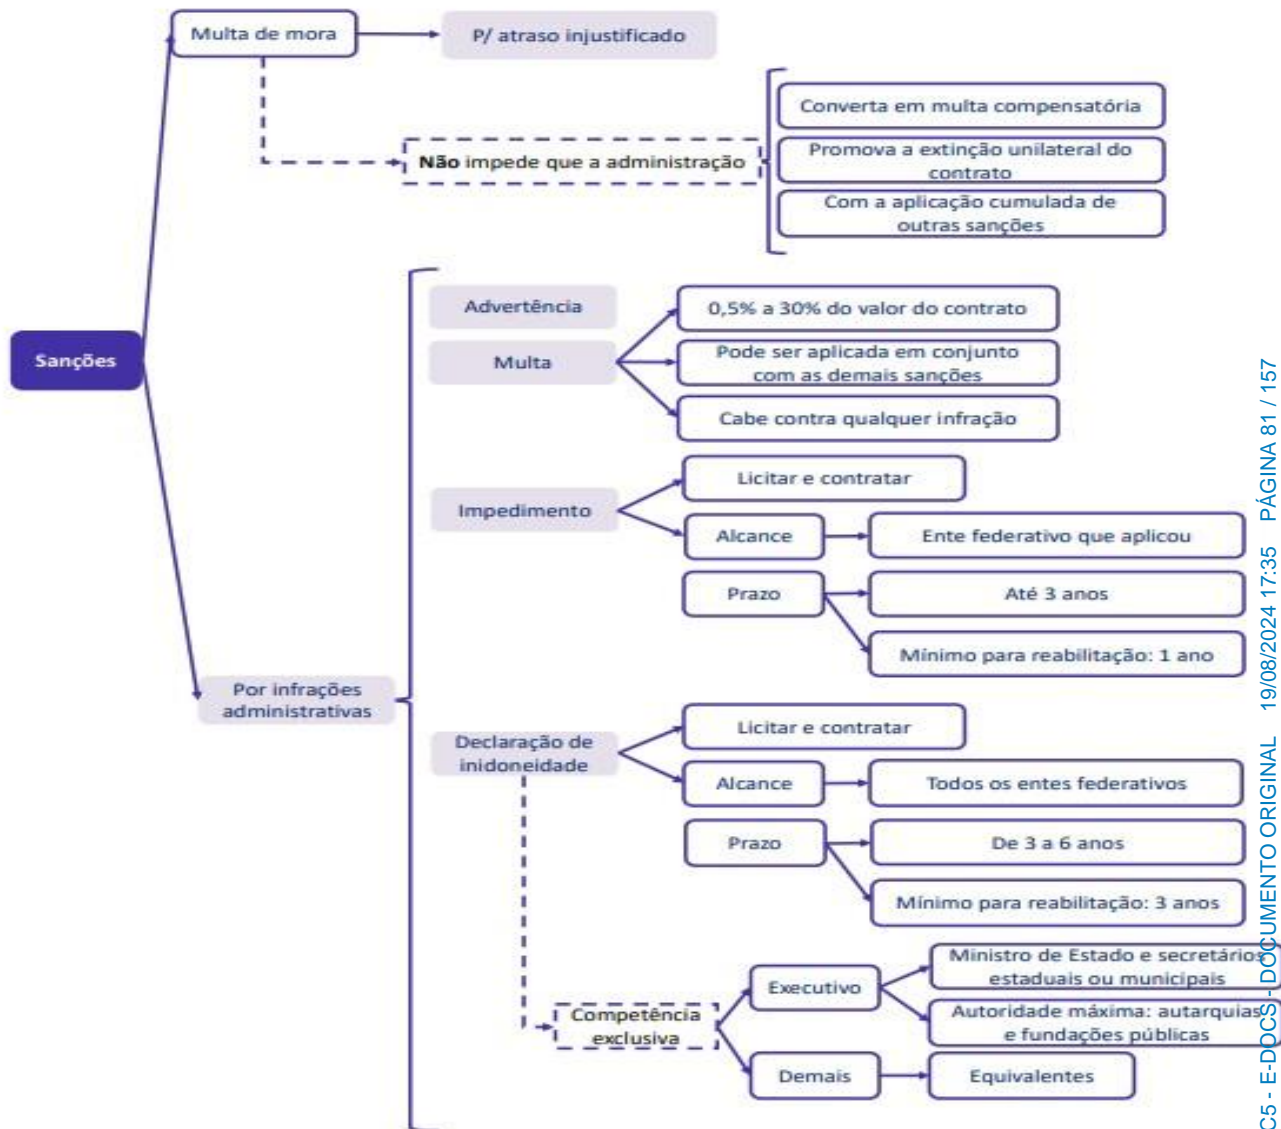 Multa de mora
P/ atraso injustificado
Converta em multa compensatória
Não impede que a administração
Promova a extinção unilateral do
contrato
Com a aplicação cumulada de
outras sanções
Sanções
Advertência
0,5% a 30% do valor do contrato
Multa
Pode ser aplicada em conjunto
com as demais sanções
Cabe contra qualquer infração
Impedimento
Licitar e contratar
Alcance
Ente federativo que aplicou
Prazo
Até 3 anos
Mínimo para reabilitação: 1 ano
Por infrações
administrativas
Declaração de
inidoneidade
Licitar e contratar
Alcance
Todos os entes federativos
Prazo
De 3 a 6 anos
Mínimo para reabilitação: 3 anos
Competência
exclusiva
Executivo
Ministro de Estado e secretários
estaduais ou municipais
Autoridade máxima: autarquias
e fundações públicas
Demais
Equivalentes
C5 - E-DOCS - DOCUMENTO ORIGINAL 19/08/2024 17:35 PÁGINA 81 / 157